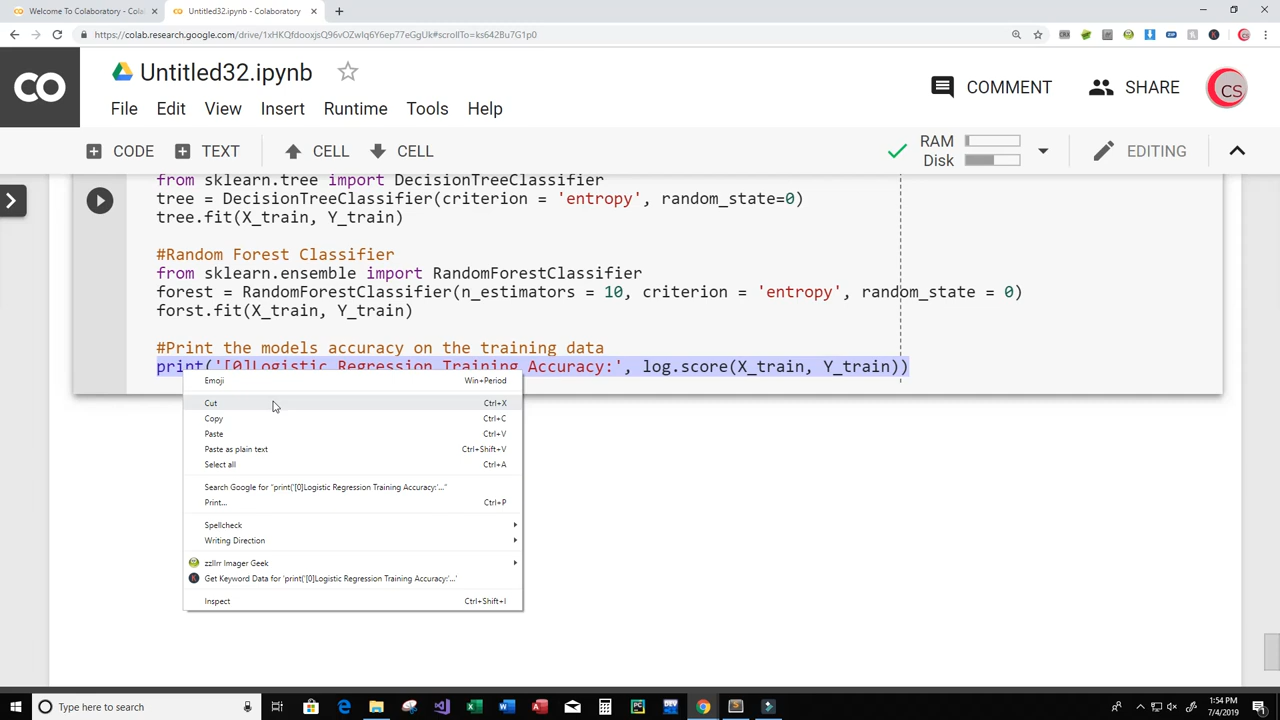 Welcome To Colaboratory - Cola
Untitled32.ipynb - Colaboratory
https://colab.research.google.com/drive/1xHKQfdooxjsQ96vOZwIq6Y6ep77eGgUk#scrollTo=ks642Bu7G1p0
CO
Untitled32.ipynb
COMMENT
SHARE
CS
File Edit View Insert Runtime Tools Help
CODE TEXT CELL CELL
RAM
Disk
EDITING
from sklearn.tree import DecisionTreeClassifier
tree = DecisionTreeClassifier(criterion = 'entropy', random_state=0)
tree.fit(X_train, Y_train)
#Random Forest Classifier
from sklearn.ensemble import RandomForestClassifier
forest = RandomForestClassifier(n_estimators = 10, criterion = 'entropy', random_state = 0)
forst.fit(X_train, Y_train)
#Print the models accuracy on the training data
print('[0]Logistic Regression Training Accuracy:', log.score(X_train, Y_train))
Emoji Win+Period
Cut Ctrl+X
Copy Ctrl+C
Paste Ctrl+V
Paste as plain text Ctrl+Shift+V
Select all Ctrl+A
Search Google for "print('[0]Logistic Regression Training Accuracy:'..."
Print... Ctrl+P
Spellcheck
Writing Direction
zzllrr Imager Geek
Get Keyword Data for 'print('[0]Logistic Regression Training Accuracy:'...'
Inspect Ctrl+Shift+I
Type here to search
1:54 PM
7/4/2019